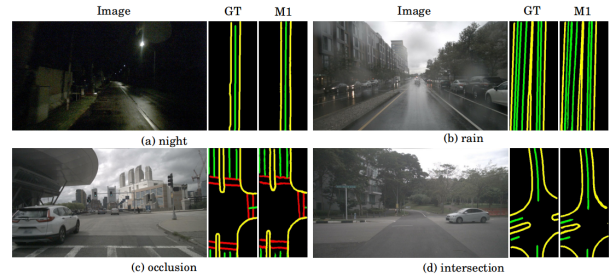 Image GT M1 Image GT M1
(a) night (b) rain
(c) occlusion (d) intersection